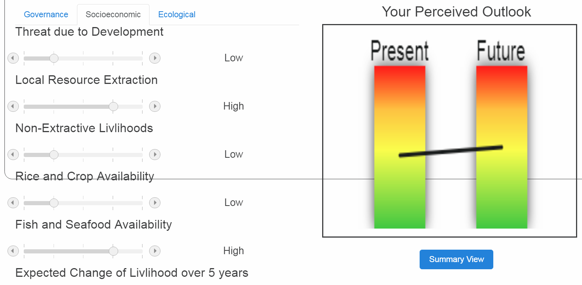 Governance Socioeconomic Ecological
Threat due to Development
Low
Local Resource Extraction
High
Non-Extractive Livlihoods
Low
Rice and Crop Availability
Low
Fish and Seafood Availability
High
Expected Change of Livlihood over 5 years
Your Perceived Outlook
Present Future
Summary View